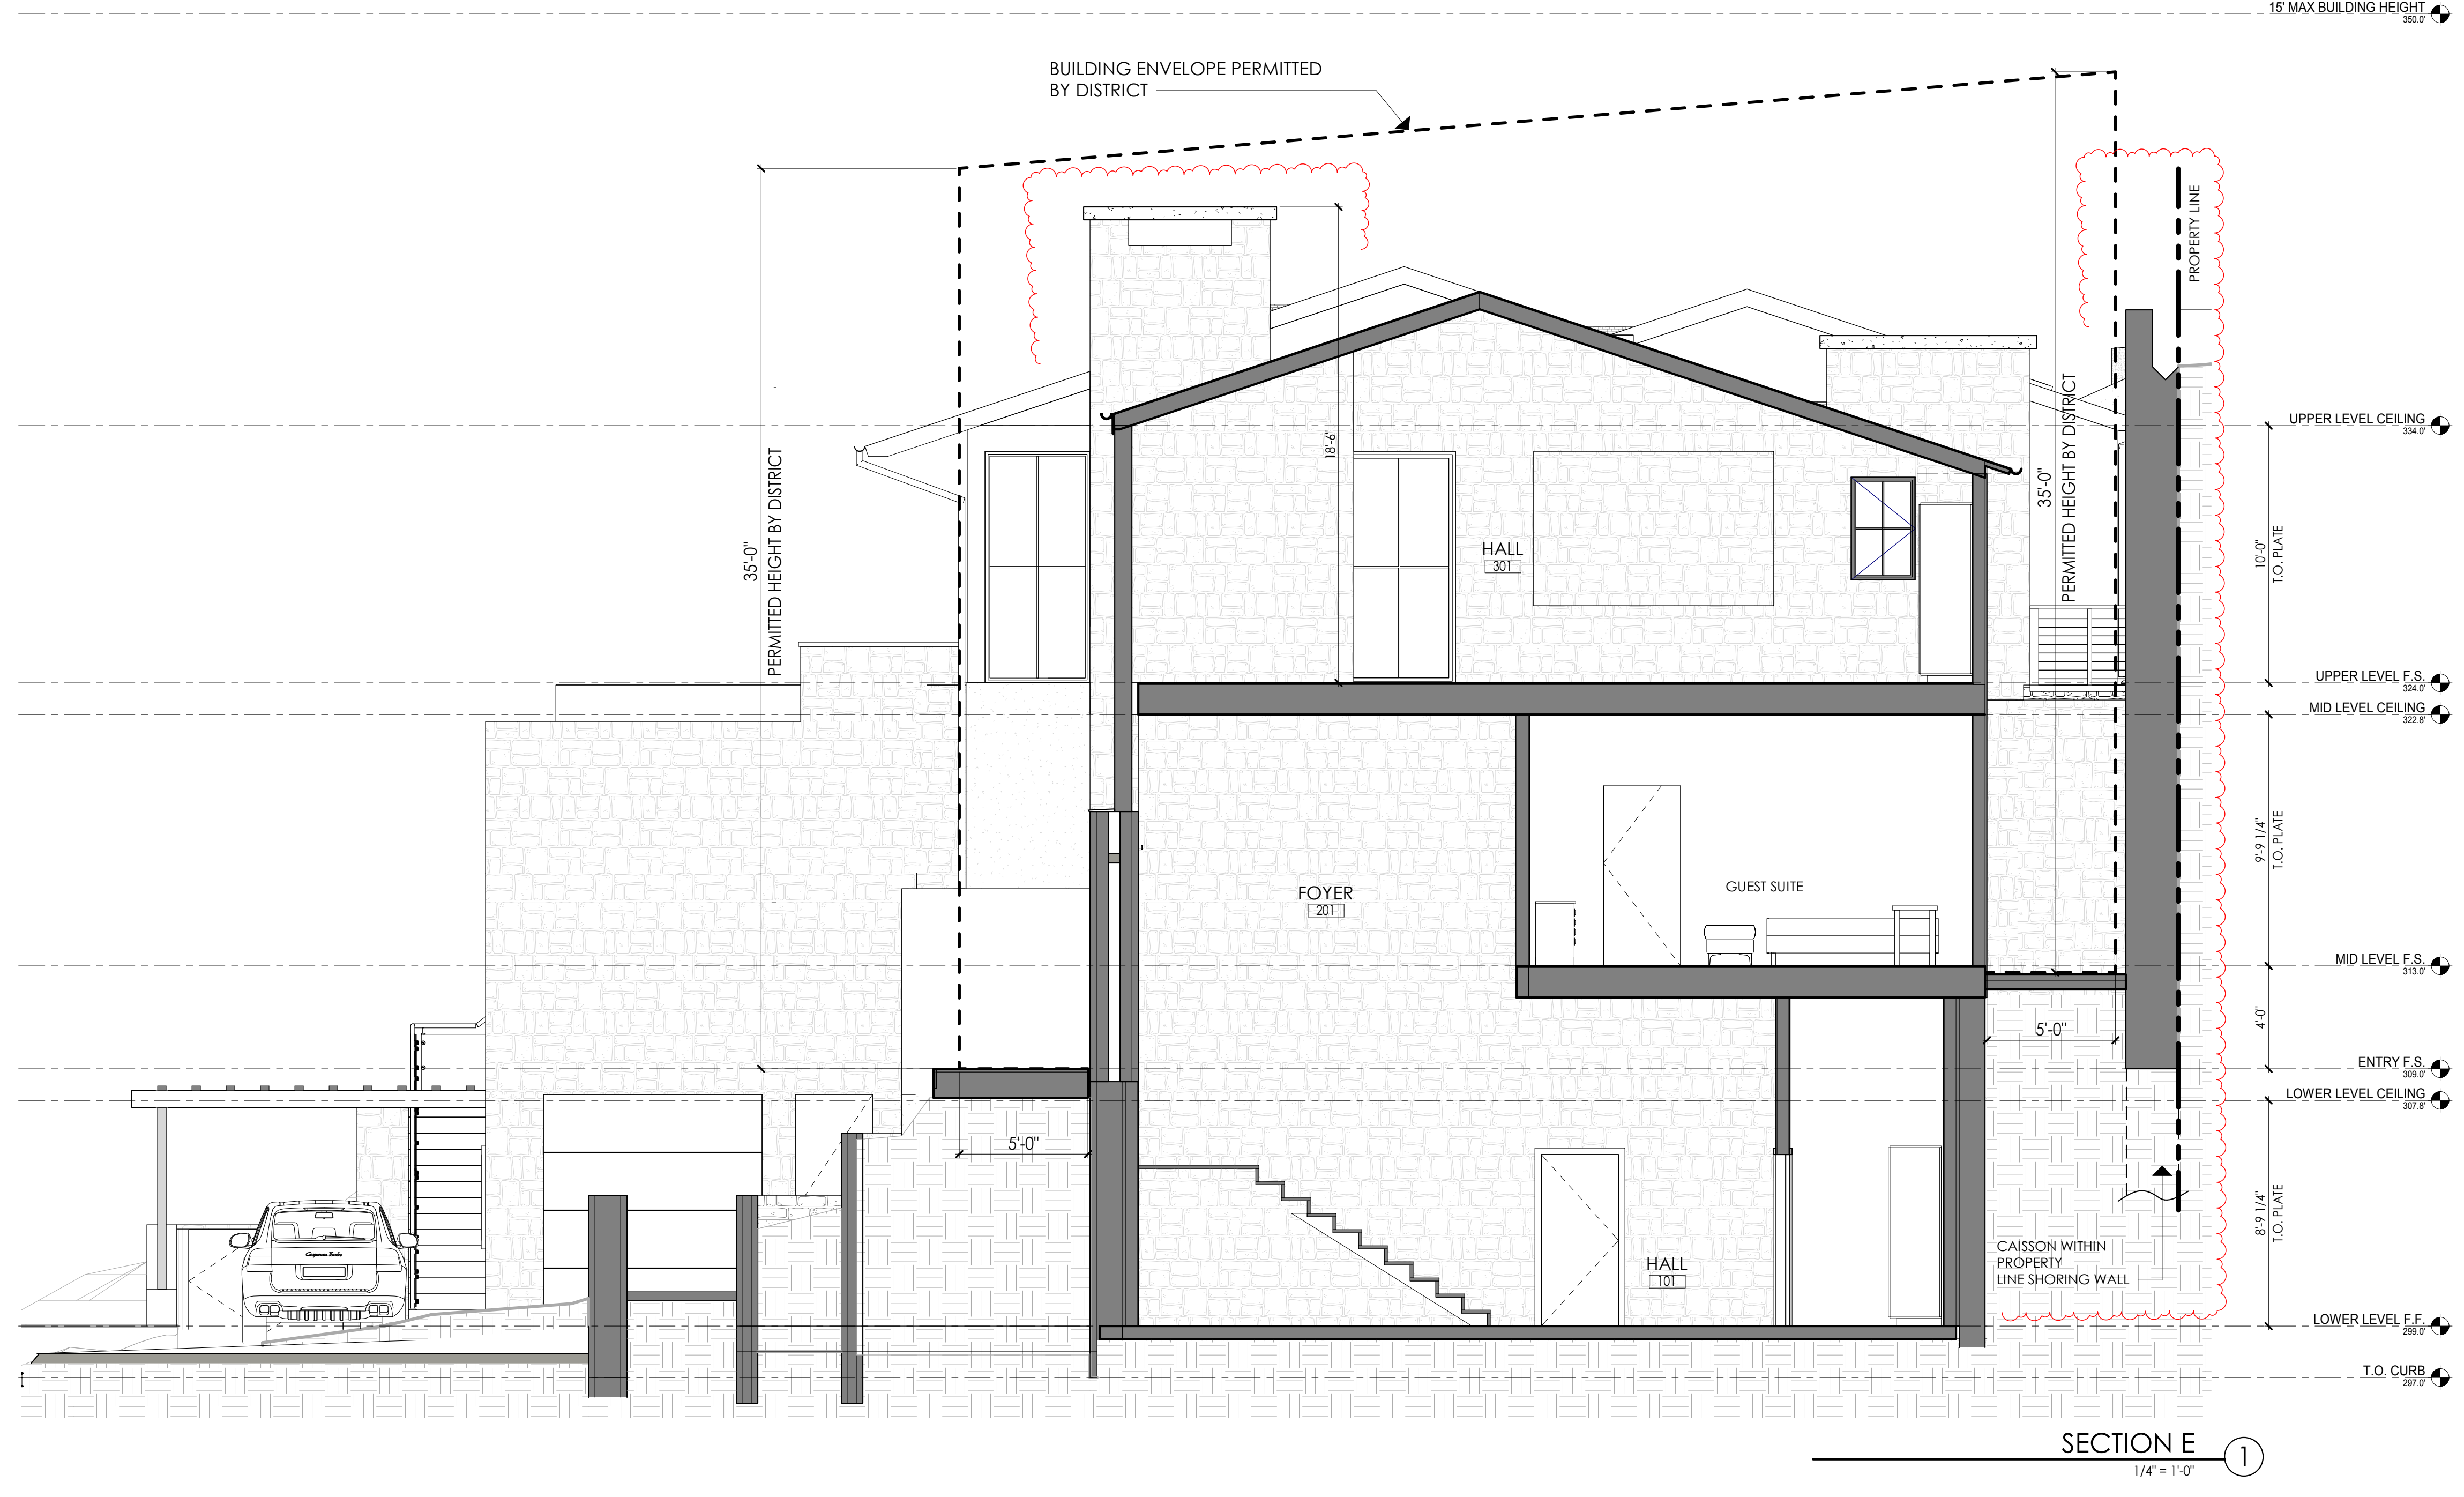 15' MAX BUILDING HEIGHT
350.0'
BUILDING ENVELOPE PERMITTED
BY DISTRICT
PROPERTY LINE
35'-0"
PERMITTED HEIGHT BY DISTRICT
18'-6"
35'-0"
PERMITTED HEIGHT BY DISTRICT
UPPER LEVEL CEILING
334.0'
10'-0"
T.O. PLATE
HALL
301
UPPER LEVEL F.S.
324.0'
MID LEVEL CEILING
322.8'
9'-9 1/4"
T.O. PLATE
FOYER
201
GUEST SUITE
MID LEVEL F.S.
313.0'
4'-0"
5'-0"
ENTRY F.S.
309.0'
LOWER LEVEL CEILING
307.8'
5'-0"
8'-9 1/4"
T.O. PLATE
Cayenne Turbo
HALL
101
CAISSON WITHIN
PROPERTY
LINE SHORING WALL
LOWER LEVEL F.F.
299.0'
T.O. CURB
297.0'
SECTION E
1
1/4" = 1'-0"